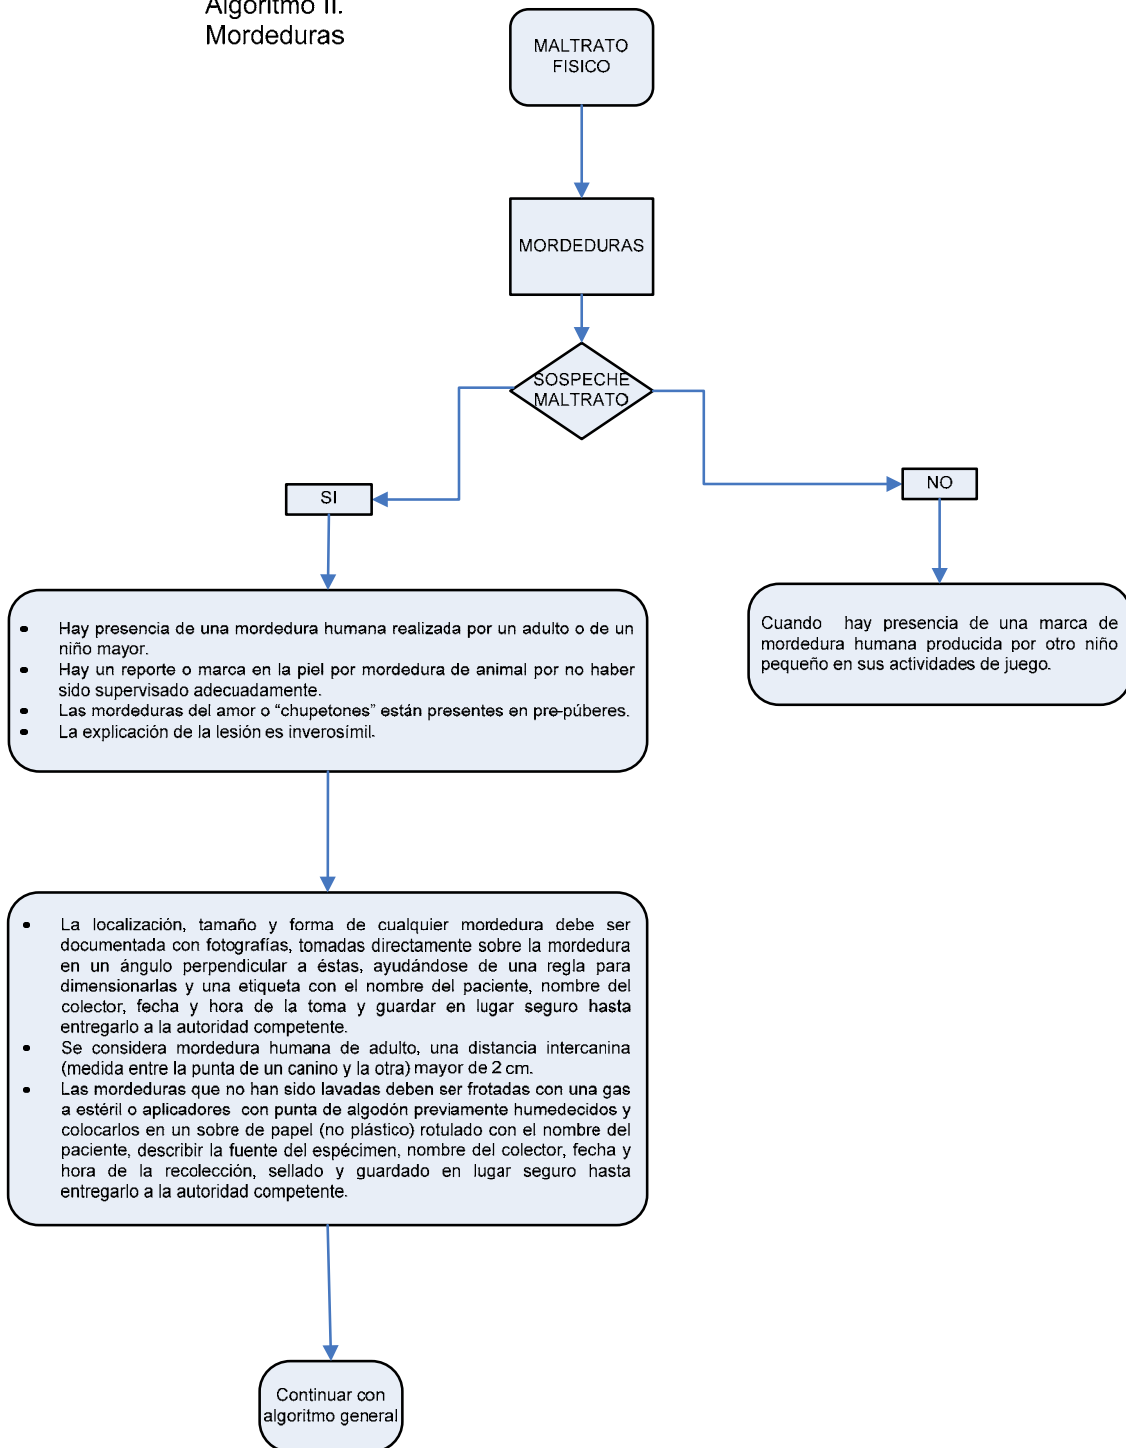 Algoritmo II.
Mordeduras
MALTRATO
FISICO
MORDEDURAS
SOSPECHE
MALTRATO
SI
NO
• Hay presencia de una mordedura humana realizada por un adulto o de un
niño mayor.
• Hay un reporte o marca en la piel por mordedura de animal por no haber
sido supervisado adecuadamente.
• Las mordeduras del amor o “chupetones” están presentes en pre-púberes.
• La explicación de la lesión es inverosímil.
Cuando hay presencia de una marca de
mordedura humana producida por otro niño
pequeño en sus actividades de juego.
• La localización, tamaño y forma de cualquier mordedura debe ser
documentada con fotografías, tomadas directamente sobre la mordedura
en un ángulo perpendicular a éstas, ayudándose de una regla para
dimensionarlas y una etiqueta con el nombre del paciente, nombre del
colector, fecha y hora de la toma y guardar en lugar seguro hasta
entregarlo a la autoridad competente.
• Se considera mordedura humana de adulto, una distancia intercanina
(medida entre la punta de un canino y la otra) mayor de 2 cm.
• Las mordeduras que no han sido lavadas deben ser frotadas con una gas
a estéril o aplicadores con punta de algodón previamente humedecidos y
colocarlos en un sobre de papel (no plástico) rotulado con el nombre del
paciente, describir la fuente del espécimen, nombre del colector, fecha y
hora de la recolección, sellado y guardado en lugar seguro hasta
entregarlo a la autoridad competente.
Continuar con
algoritmo general